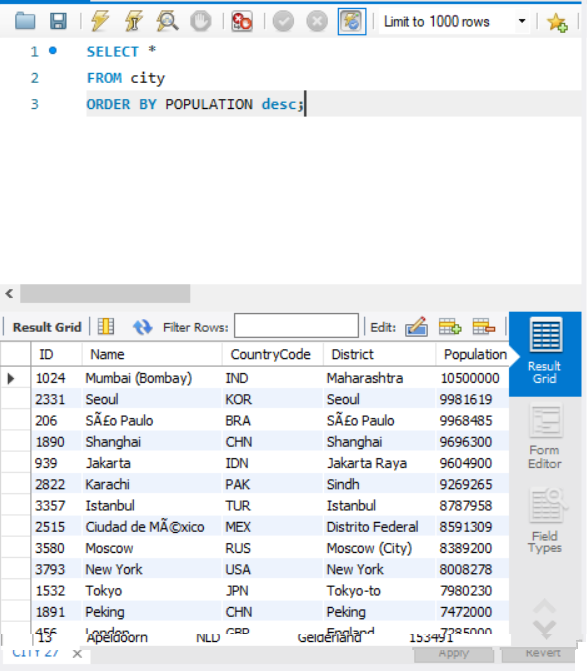 Limit to 1000 rows
1 SELECT *
2 FROM city
3 ORDER BY POPULATION desc;
Result Grid Filter Rows: Edit:
ID Name CountryCode District Population
1024 Mumbai (Bombay) IND Maharashtra 10500000
2331 Seoul KOR Seoul 9981619
206 SÃ£o Paulo BRA SÃ£o Paulo 9968485
1890 Shanghai CHN Shanghai 9696300
939 Jakarta IDN Jakarta Raya 9604900
2822 Karachi PAK Sindh 9269265
3357 Istanbul TUR Istanbul 8787958
2515 Ciudad de MÃ©xico MEX Distrito Federal 8591309
3580 Moscow RUS Moscow (City) 8389200
3793 New York USA New York 8008278
1532 Tokyo JPN Tokyo-to 7980230
1891 Peking CHN Peking 7472000
456 London GBR England 7285000
13 Apeldoorn NLD Gelderland 153491
CITY 27
Apply Revert
Result
Grid
Form
Editor
Field
Types